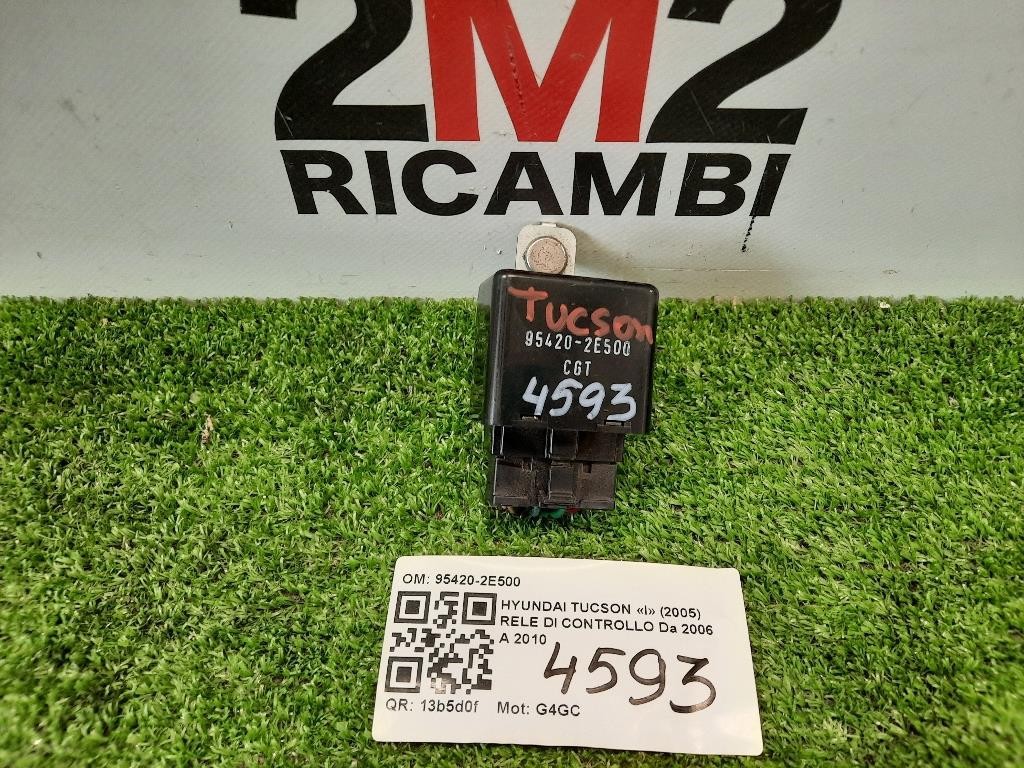 2M2
RICAMBI
Tucson
95420-2E500
CGT
4593
OM: 95420-2E500
HYUNDAI TUCSON «I» (2005)
RELE DI CONTROLLO Da 2006
A 2010
4593
QR: 13b5d0f Mot: G4GC